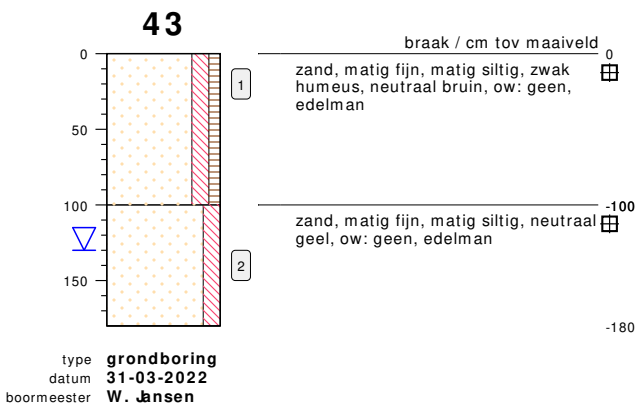 43
braak / cm tov maaiveld
0
0
zand, matig fijn, matig siltig, zwak
humeus, neutraal bruin, ow: geen,
edelman
1
50
100
-100
zand, matig fijn, matig siltig, neutraal
geel, ow: geen, edelman
2
150
-180
type grondboring
datum 31-03-2022
boormeester W. Jansen